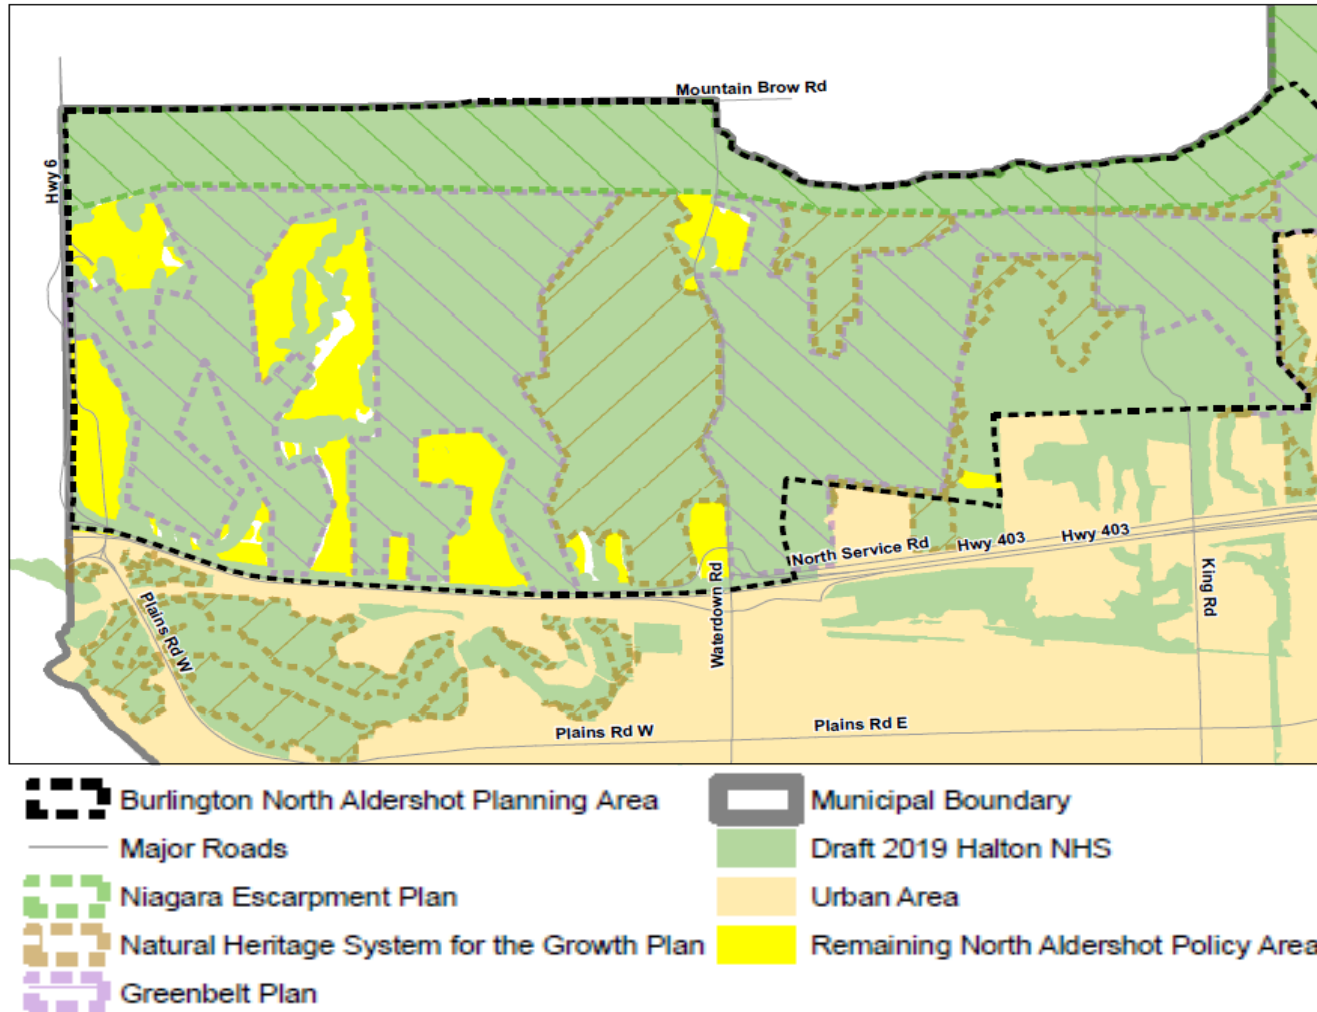 Mountain Brow Rd
Hwy 6
North Service Rd
Hwy 403
Hwy 403
Plains Rd W
Waterdown Rd
King Rd
Plains Rd W
Plains Rd E
Burlington North Aldershot Planning Area
Major Roads
Niagara Escarpment Plan
Natural Heritage System for the Growth Plan
Greenbelt Plan
Municipal Boundary
Draft 2019 Halton NHS
Urban Area
Remaining North Aldershot Policy Area